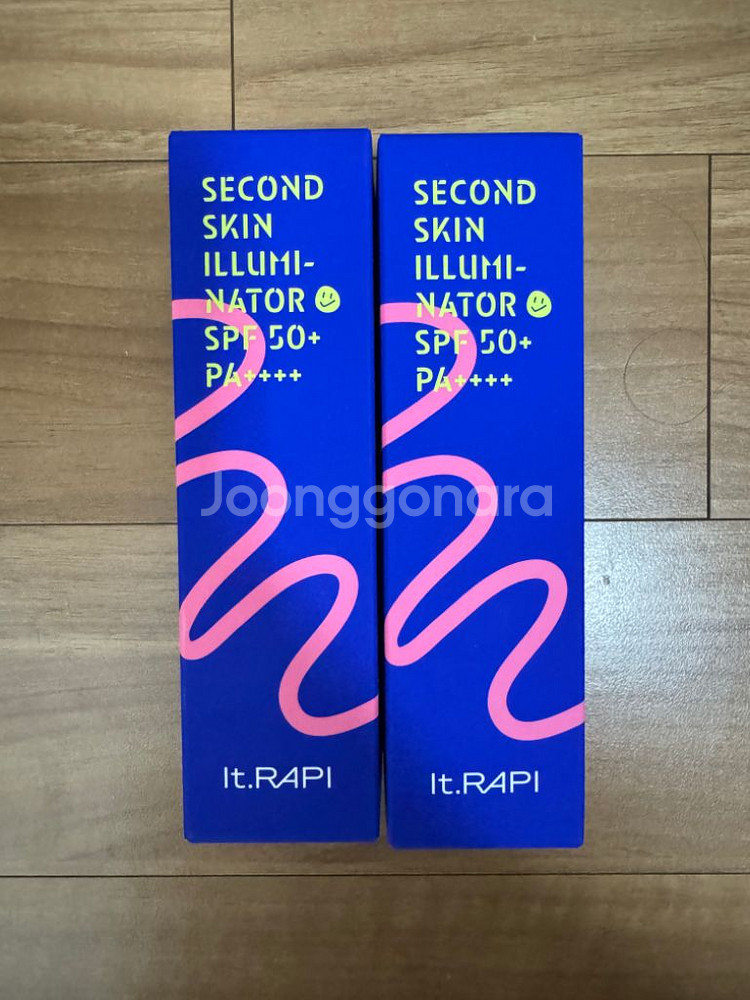 SECOND
SKIN
ILLUMI-
NATOR
SPF 50+
PA++++
It.RAPI
SECOND
SKIN
ILLUMI-
NATOR
SPF 50+
PA++++
It.RAPI
Joonggonara